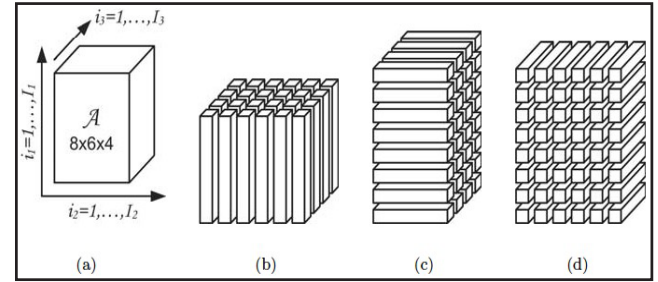 i₃=1,...,I₃
i₁=1,...,I₁
𝒜
8x6x4
i₂=1,...,I₂
(a) (b) (c) (d)